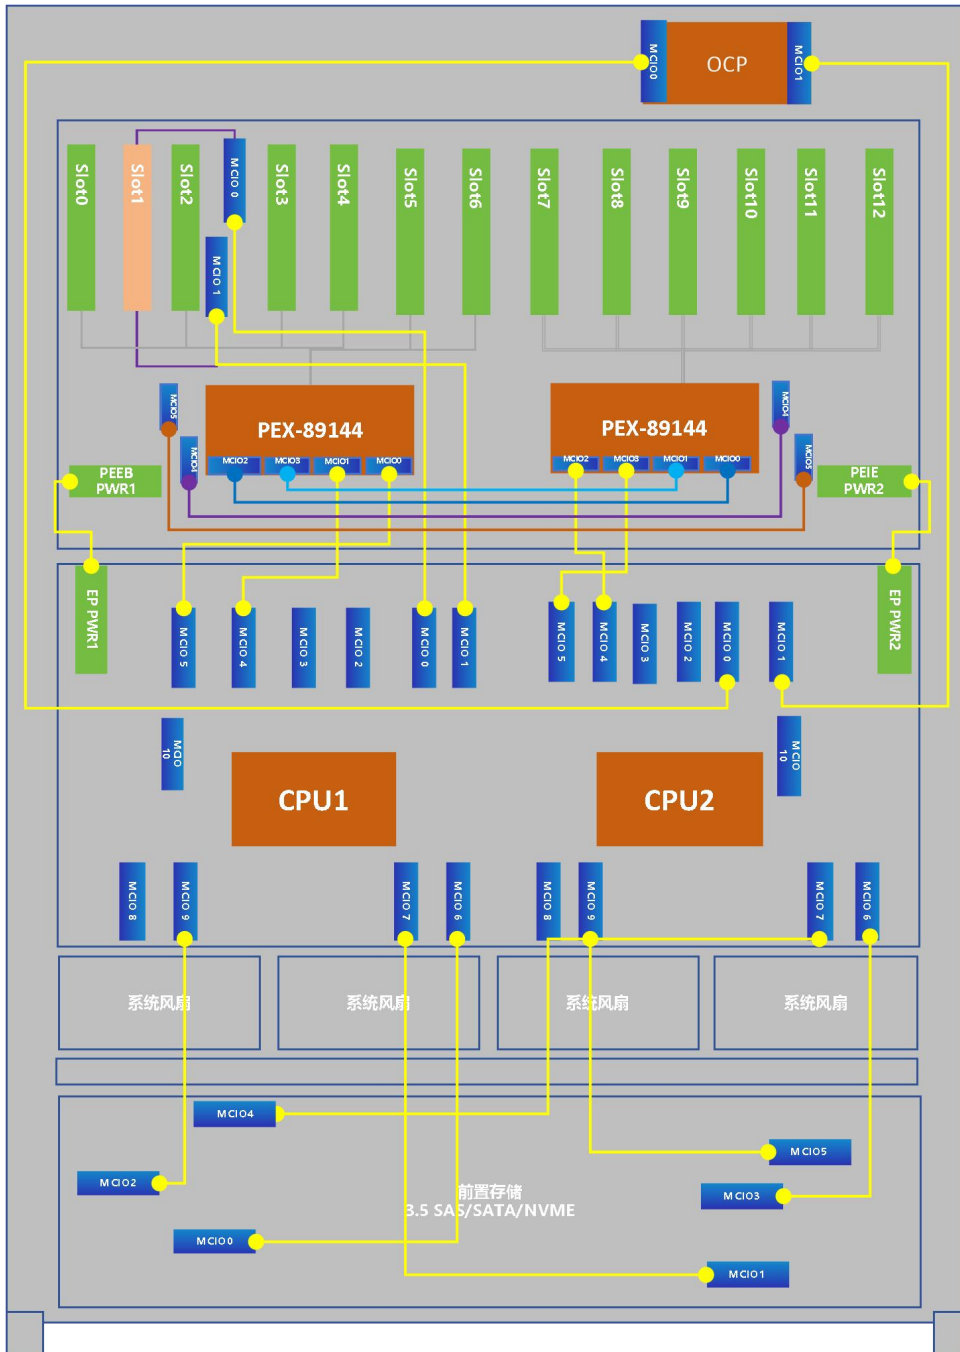 MCIO0
OCP
MCIO1
Slot0
Slot1
Slot2
MCIO 0
MCIO 1
Slot3
Slot4
Slot5
Slot6
Slot7
Slot8
Slot9
Slot10
Slot11
Slot12
MCIO5
MCIO4
PEX-89144
MCIO2
MCIO3
MCIO1
MCIO0
PEX-89144
MCIO2
MCIO3
MCIO1
MCIO0
MCIO4
MCIO5
PEEB
PWR1
PEIE
PWR2
EP PWR1
EP PWR2
MCIO 5
MCIO 4
MCIO 3
MCIO 2
MCIO 0
MCIO 1
MCIO 5
MCIO 4
MCIO 3
MCIO 2
MCIO 0
MCIO 1
MCIO
10
MCIO
10
CPU1
CPU2
MCIO 8
MCIO 9
MCIO 7
MCIO 6
MCIO 8
MCIO 9
MCIO 7
MCIO 6
系统风扇
系统风扇
系统风扇
系统风扇
MCIO4
MCIO5
MCIO2
MCIO3
前置存储
3.5 SAS/SATA/NVME
MCIO0
MCIO1